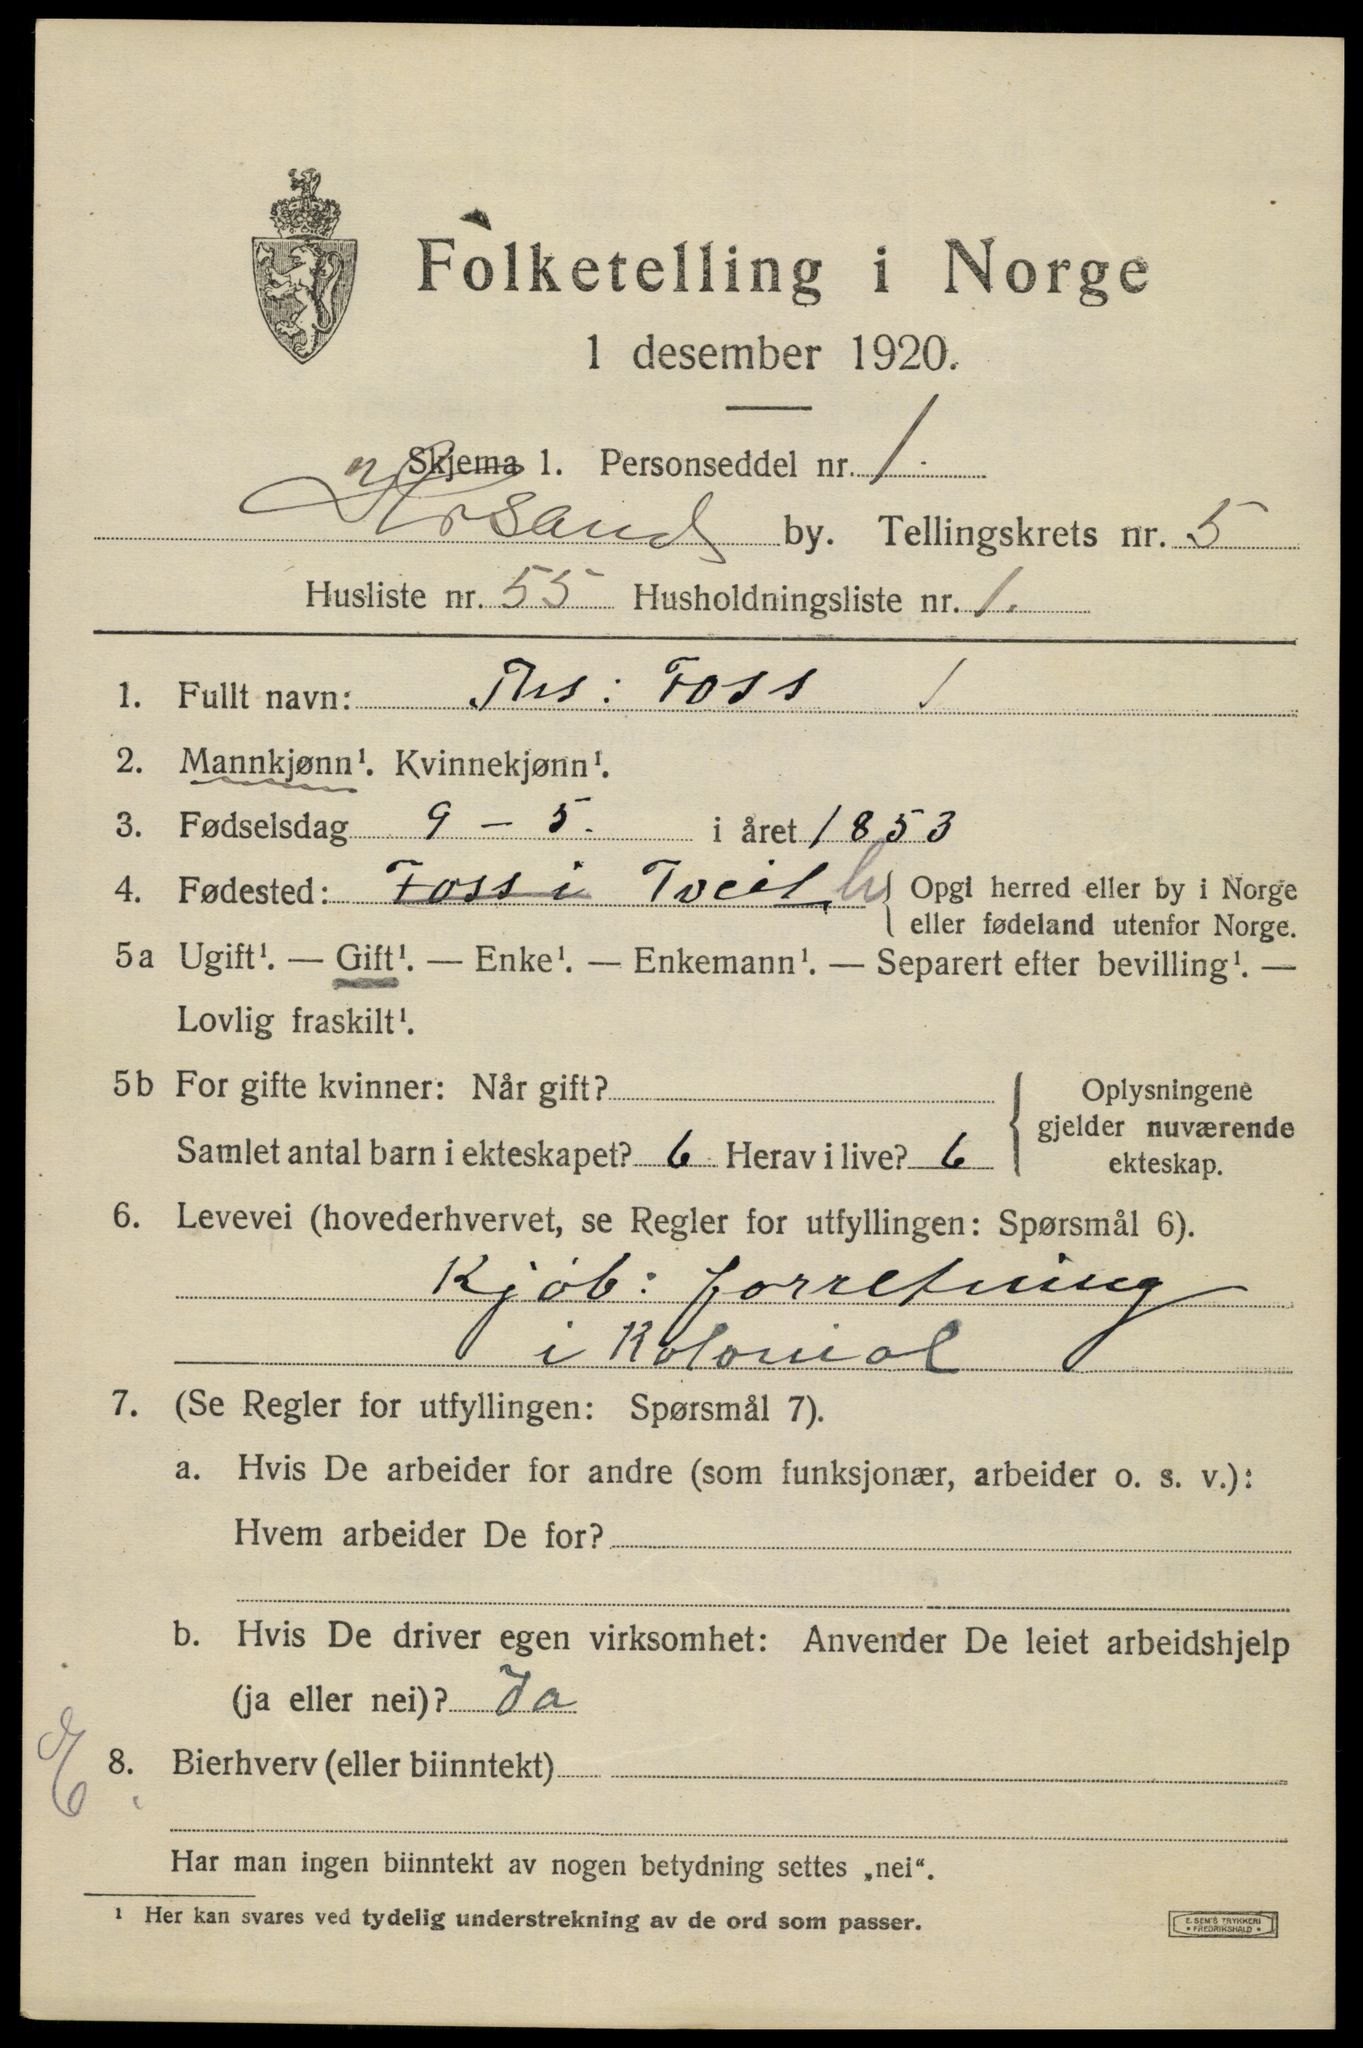 Folketelling i Norge
1 desember 1920.
Skjema 1. Personseddel nr. 1.
Krsand by. Tellingskrets nr. 5
Husliste nr. 55 Husholdningsliste nr. 1.
1. Fullt navn: Ths: Foss
2. Mannkjønn¹. Kvinnekjønn¹.
3. Fødselsdag 9 – 5. i året 1853
4. Fødested: Foss i Tveit. Opgi herred eller by i Norge
eller fødeland utenfor Norge.
5a Ugift¹. — Gift¹. — Enke¹. — Enkemann¹. — Separert efter bevilling¹. —
Lovlig fraskilt¹.
5b For gifte kvinner: Når gift?
Samlet antal barn i ekteskapet? 6 Herav i live? 6
Oplysningene
gjelder nuværende
ekteskap.
6. Levevei (hovederhvervet, se Regler for utfyllingen: Spørsmål 6).
Kjøb: forretning
i Kolonial
7. (Se Regler for utfyllingen: Spørsmål 7).
a. Hvis De arbeider for andre (som funksjonær, arbeider o. s. v.):
Hvem arbeider De for?
b. Hvis De driver egen virksomhet: Anvender De leiet arbeidshjelp
(ja eller nei)? Ja
8. Bierhverv (eller biinntekt)
Har man ingen biinntekt av nogen betydning settes „nei“.
¹ Her kan svares ved tydelig understrekning av de ord som passer.
E. SEM'S TRYKKERI
• FREDRIKSHALD •